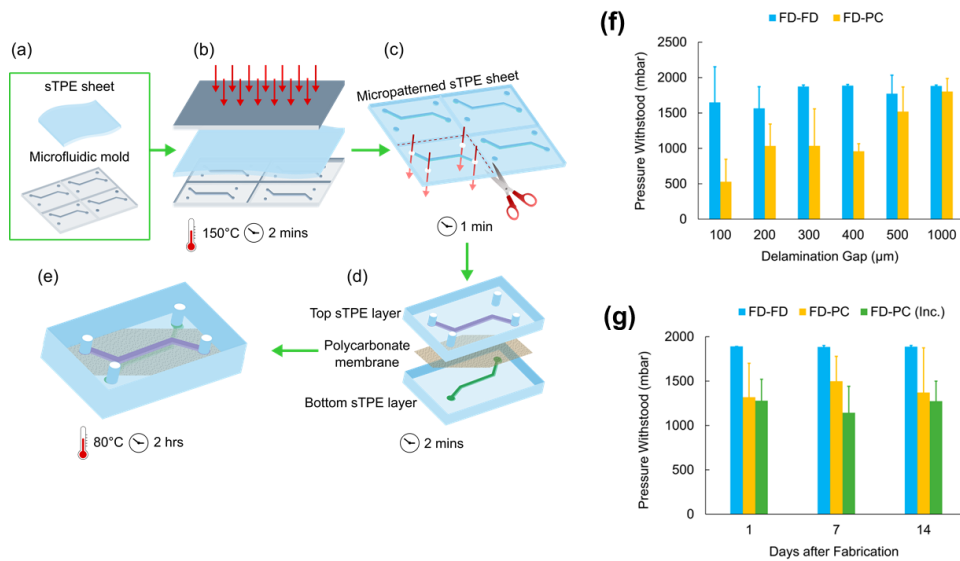 (a)
sTPE sheet
Microfluidic mold
(b)
150°C 2 mins
(c)
Micropatterned sTPE sheet
1 min
(d)
Top sTPE layer
Polycarbonate
membrane
Bottom sTPE layer
2 mins
(e)
80°C 2 hrs
(f)
FD-FD FD-PC
Pressure Withstood (mbar)
2500
2000
1500
1000
500
0
100 200 300 400 500 1000
Delamination Gap (µm)
(g)
FD-FD FD-PC FD-PC (Inc.)
Pressure Withstood (mbar)
2000
1500
1000
500
0
1 7 14
Days after Fabrication